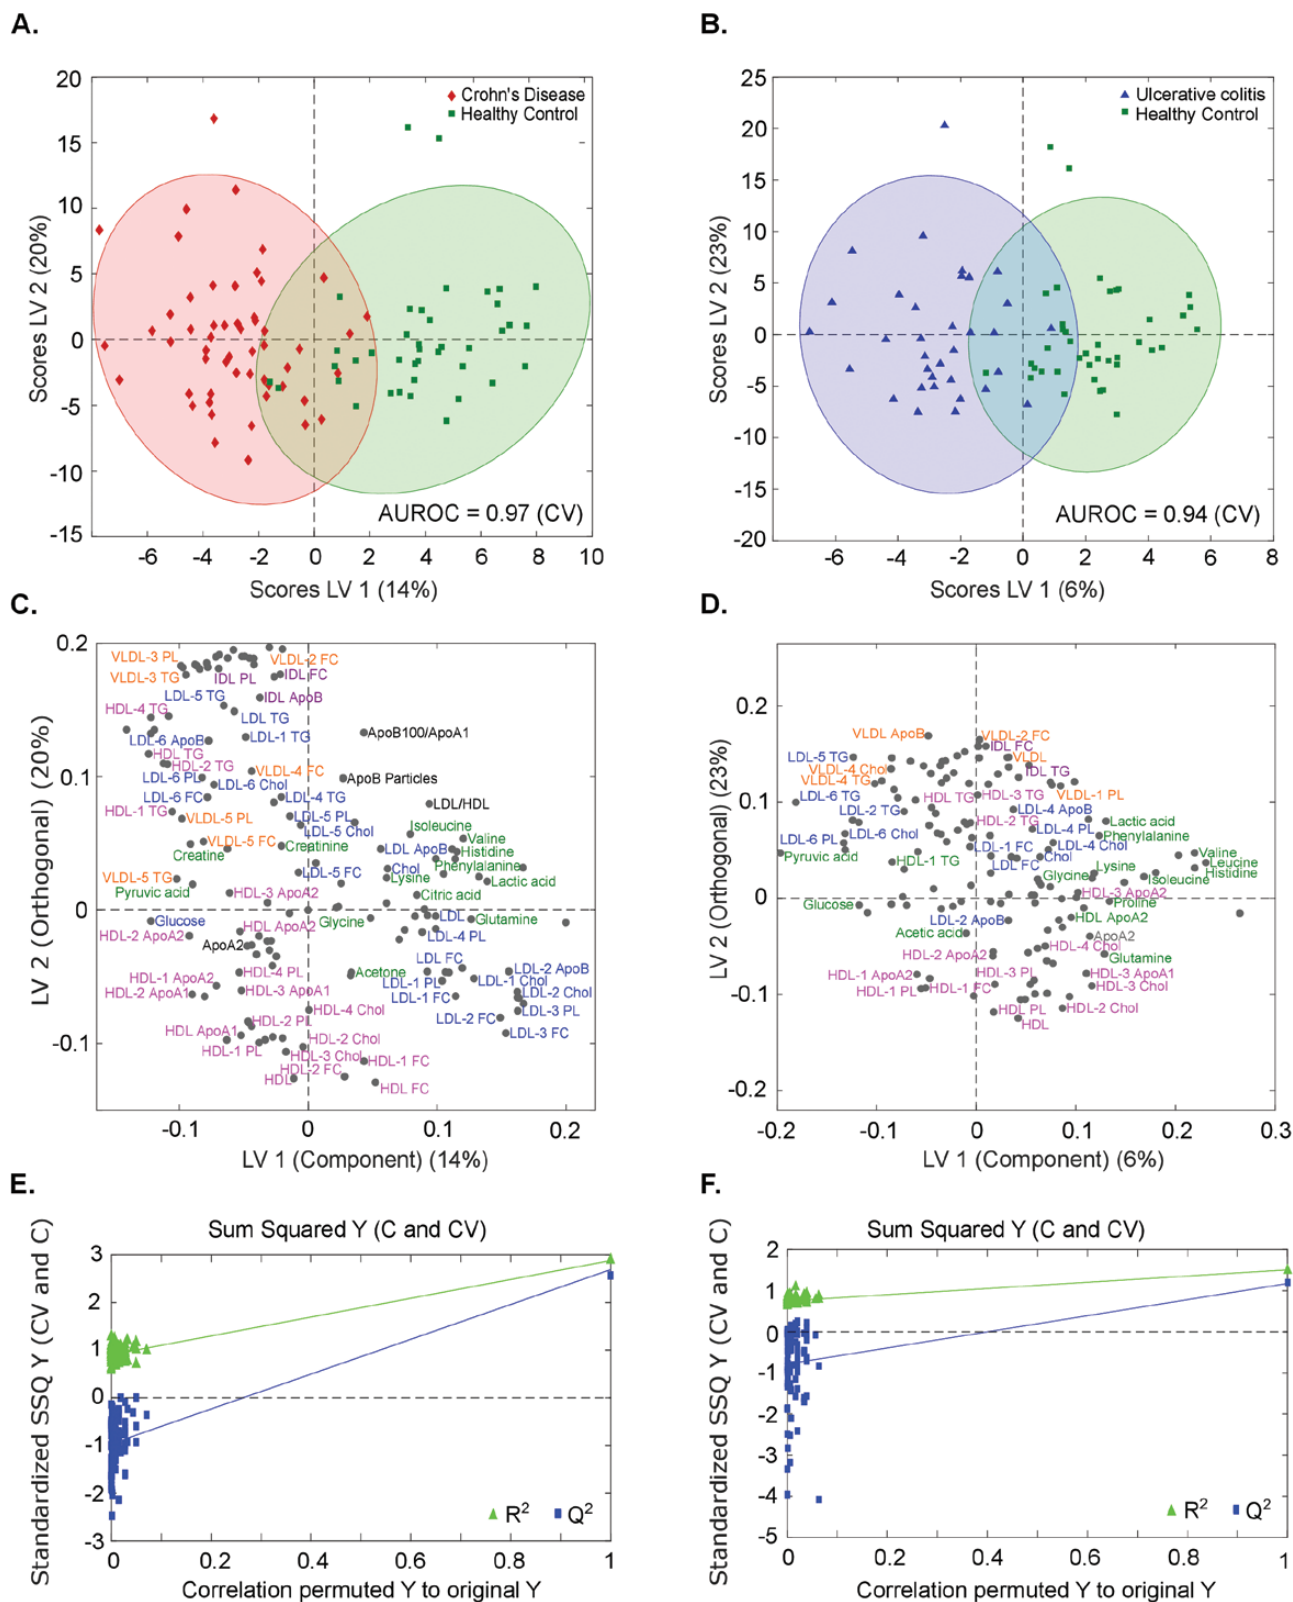 A.
20
15
10
5
0
-5
-10
-15
-6
-4
-2
0
2
4
6
8
10
Scores LV 2 (20%)
Scores LV 1 (14%)
Crohn's Disease
Healthy Control
AUROC = 0.97 (CV)
B.
25
20
15
10
5
0
-5
-10
-15
-20
-6
-4
-2
0
2
4
6
8
Scores LV 2 (23%)
Scores LV 1 (6%)
Ulcerative colitis
Healthy Control
AUROC = 0.94 (CV)
C.
0.2
0.1
0
-0.1
-0.1
0
0.1
0.2
LV 2 (Orthogonal) (20%)
LV 1 (Component) (14%)
VLDL-3 PL
VLDL-2 FC
VLDL-3 TG
IDL PL
IDL FC
LDL-5 TG
IDL ApoB
HDL-4 TG
LDL TG
ApoB100/ApoA1
LDL-6 ApoB
LDL-1 TG
HDL TG
HDL-2 TG
VLDL-4 FC
LDL-6 PL
LDL-6 Chol
ApoB Particles
LDL-6 FC
LDL-4 TG
LDL/HDL
HDL-1 TG
VLDL-5 PL
LDL-5 PL
LDL-5 Chol
Isoleucine
VLDL-5 FC
Creatinine
Valine
Creatine
LDL ApoB
Histidine
LDL-5 FC
Chol
Phenylalanine
VLDL-5 TG
Lysine
Lactic acid
Pyruvic acid
HDL-3 ApoA2
Citric acid
Glucose
Glycine
LDL
Glutamine
HDL-2 ApoA2
HDL ApoA2
ApoA2
LDL-4 PL
HDL-1 ApoA2
HDL-4 PL
Acetone
LDL FC
LDL-2 ApoB
HDL-2 ApoA1
HDL-3 ApoA1
LDL-1 PL
LDL-1 Chol
LDL-1 FC
LDL-2 Chol
HDL-4 Chol
LDL-3 PL
HDL ApoA1
HDL-2 PL
LDL-2 FC
LDL-3 FC
HDL-1 PL
HDL-2 Chol
HDL-3 Chol
HDL-1 FC
HDL-2 FC
HDL
HDL FC
D.
0.2
0.1
0
-0.1
-0.2
-0.2
-0.1
0
0.1
0.2
0.3
LV 2 (Orthogonal) (23%)
LV 1 (Component) (6%)
VLDL ApoB
VLDL-2 FC
IDL FC
LDL-5 TG
VLDL
VLDL-4 Chol
IDL TG
VLDL-4 TG
LDL-6 TG
HDL TG
HDL-3 TG
VLDL-1 PL
LDL-2 TG
LDL-4 ApoB
HDL-2 TG
Lactic acid
LDL-6 PL
LDL-6 Chol
LDL-4 PL
Phenylalanine
LDL-1 FC
LDL-4 Chol
Pyruvic acid
HDL-1 TG
Chol
Valine
LDL FC
Lysine
Leucine
Glycine
Isoleucine
Histidine
HDL-3 ApoA2
Glucose
Proline
LDL-2 ApoB
HDL ApoA2
Acetic acid
ApoA2
HDL-4 Chol
HDL-2 ApoA2
Glutamine
HDL-1 ApoA2
HDL-3 PL
HDL-3 ApoA1
HDL-1 PL
HDL-1 FC
HDL-3 Chol
HDL PL
HDL-2 Chol
HDL
E.
Sum Squared Y (C and CV)
3
2
1
0
-1
-2
-3
0
0.2
0.4
0.6
0.8
1
Standardized SSQ Y (CV and C)
Correlation permuted Y to original Y
R²
Q²
F.
Sum Squared Y (C and CV)
2
1
0
-1
-2
-3
-4
-5
0
0.2
0.4
0.6
0.8
1
Standardized SSQ Y (CV and C)
Correlation permuted Y to original Y
R²
Q²